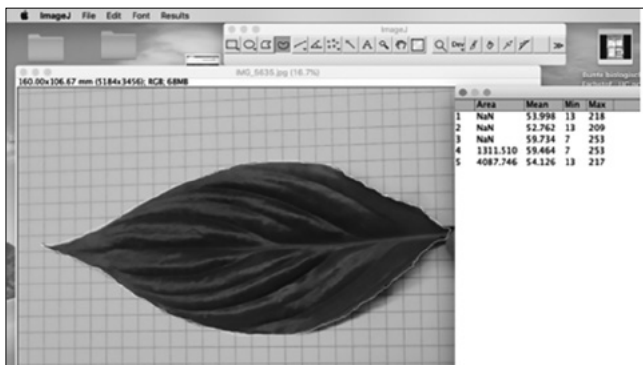 ImageJ File Edit Font Results
ImageJ
Dev
IMG_5635.jpg (16.7%)
160.00x106.67 mm (5184x3456); RGB; 68MB
Area Mean Min Max
1 NaN 53.998 13 218
2 NaN 52.762 13 209
3 NaN 59.734 7 253
4 1311.510 59.464 7 253
5 4087.746 54.126 13 217